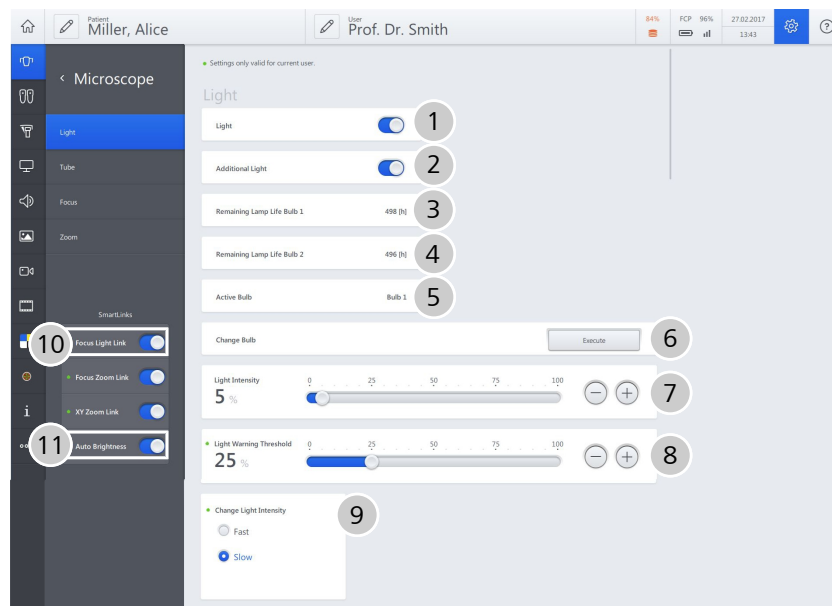 Patient
Miller, Alice
User
Prof. Dr. Smith
84%
FCP 96%
27.02.2017
13:43
?
Microscope
Light
Tube
Focus
Zoom
SmartLinks
10
Focus Light Link
Focus Zoom Link
XY Zoom Link
11
Auto Brightness
Settings only valid for current user.
Light
Light
1
Additional Light
2
Remaining Lamp Life Bulb 1 498 [h]
3
Remaining Lamp Life Bulb 2 496 [h]
4
Active Bulb Bulb 1
5
Change Bulb Execute
6
Light Intensity
5 %
0 25 50 75 100
7
Light Warning Threshold
25 %
0 25 50 75 100
8
Change Light Intensity
9
Fast
Slow